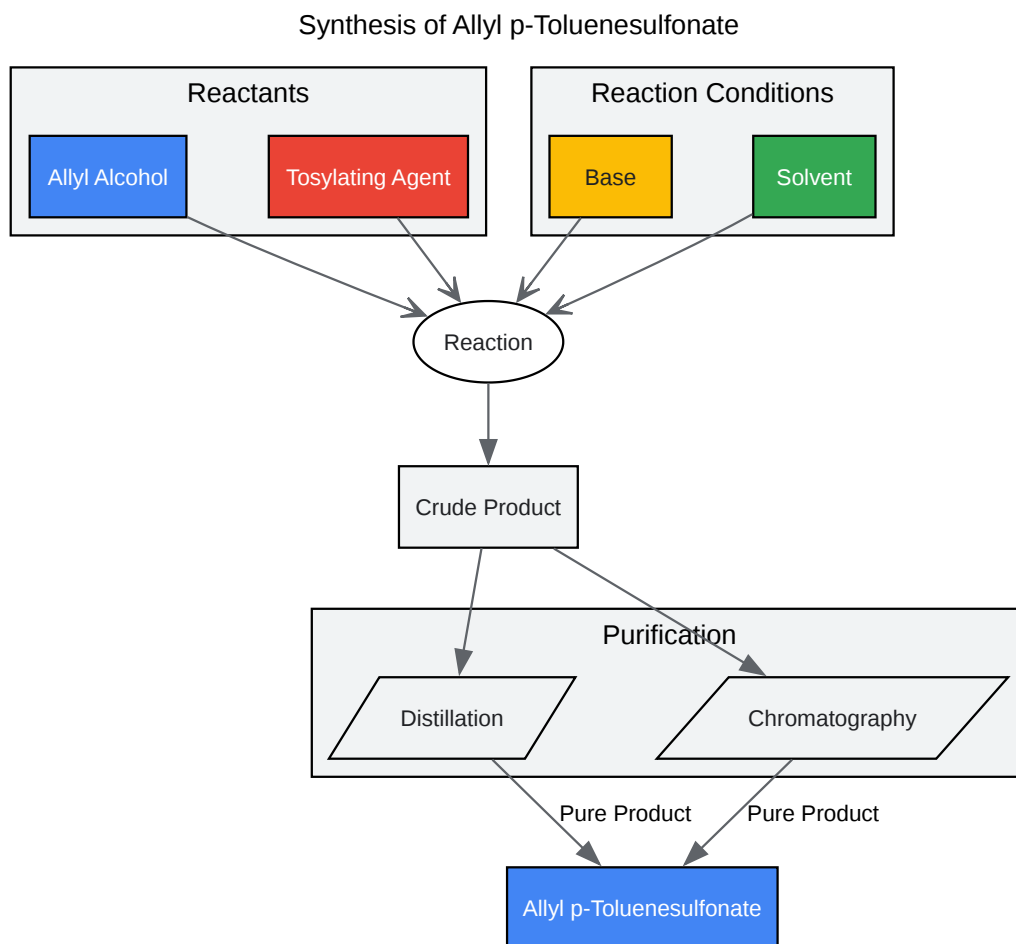 Synthesis of Allyl p-Toluenesulfonate
Reactants
Reaction Conditions
Allyl Alcohol
Tosylating Agent
Base
Solvent
Reaction
Crude Product
Purification
Distillation
Chromatography
Pure Product
Pure Product
Allyl p-Toluenesulfonate